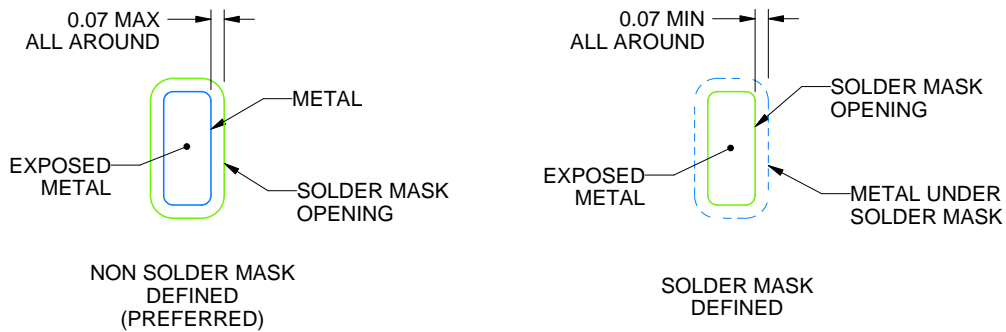 0.07 MAX
ALL AROUND
METAL
EXPOSED
METAL
SOLDER MASK
OPENING
NON SOLDER MASK
DEFINED
(PREFERRED)
0.07 MIN
ALL AROUND
SOLDER MASK
OPENING
EXPOSED
METAL
METAL UNDER
SOLDER MASK
SOLDER MASK
DEFINED